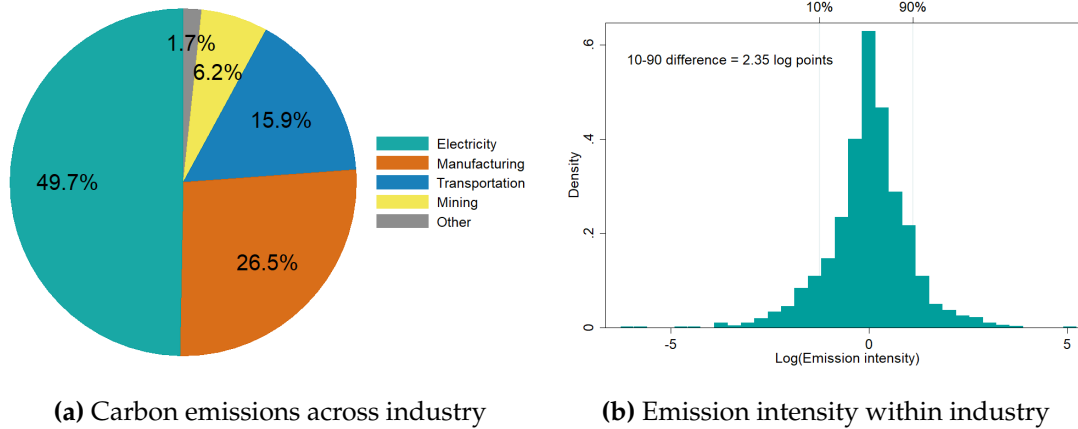 1.7%
6.2%
15.9%
49.7%
26.5%
Electricity
Manufacturing
Transportation
Mining
Other
(a) Carbon emissions across industry
10% 90%
10-90 difference = 2.35 log points
Density
0 .2 .4 .6
-5 0 5
Log(Emission intensity)
(b) Emission intensity within industry